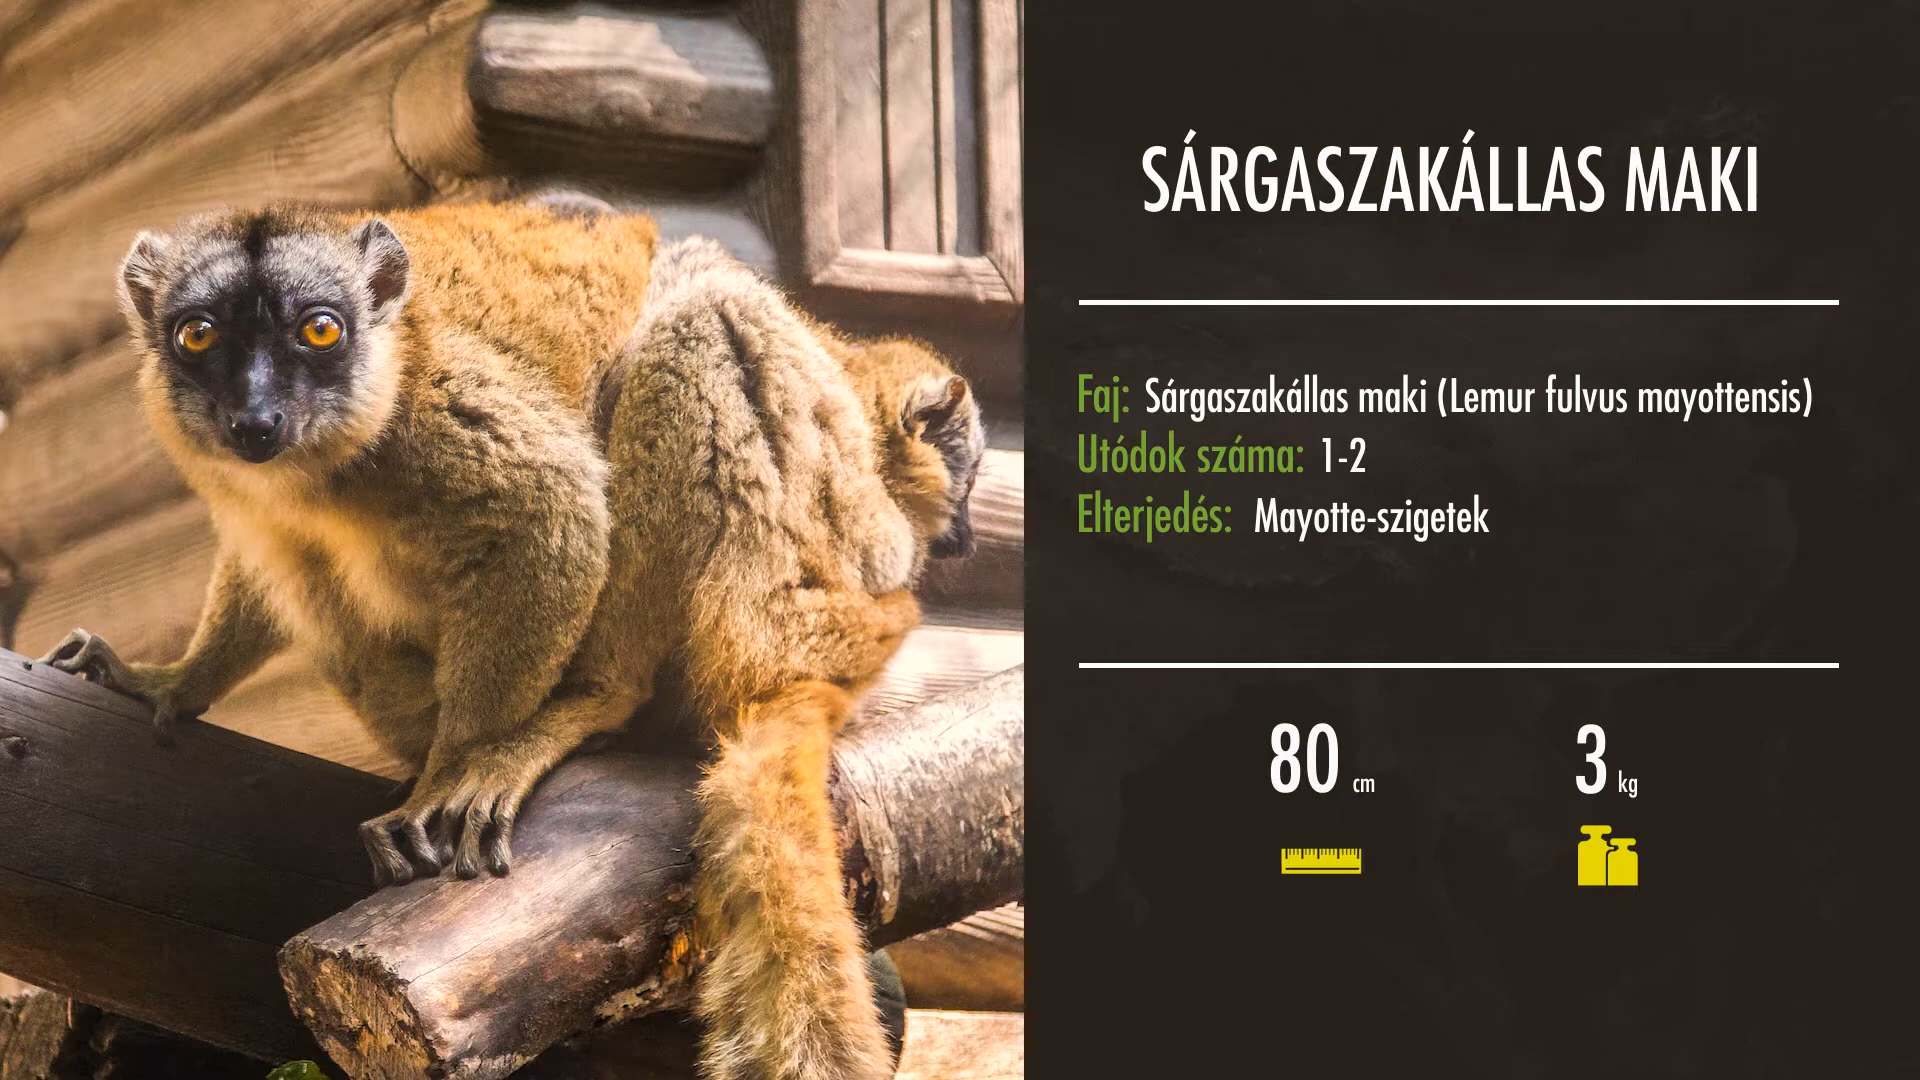 SÁRGASZAKÁLLAS MAKI
Faj: Sárgaszakállas maki (Lemur fulvus mayottensis)
Utódok száma: 1-2
Elterjedés: Mayotte-szigetek
80 cm
3 kg